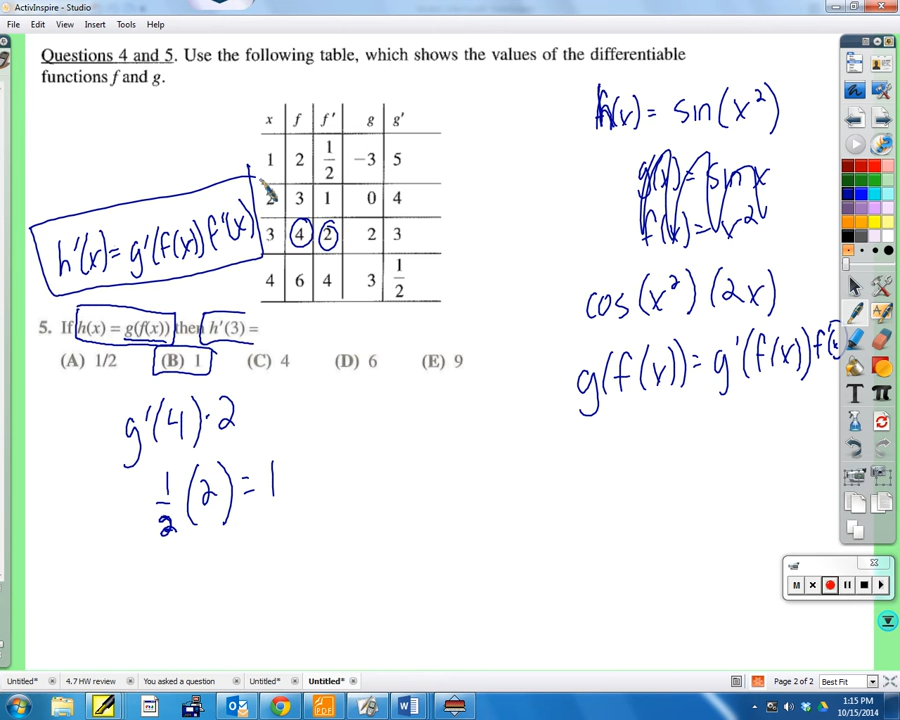 ActivInspire - Studio
File Edit View Insert Tools Help
Questions 4 and 5. Use the following table, which shows the values of the differentiable
functions f and g.
x f f' g g'
1 2 1/2 −3 5
2 3 1 0 4
3 4 2 2 3
4 6 4 3 1/2
h'(x) = g'(f(x)) f'(x)
5. If h(x) = g(f(x)) then h'(3) =
(A) 1/2 (B) 1 (C) 4 (D) 6 (E) 9
g'(4) · 2
1/2 (2) = 1
h(x) = sin(x²)
g(x) = sin x
f(x) = x²
cos(x²)(2x)
g(f(x)) = g'(f(x)) f'(x
M
Untitled* 4.7 HW review You asked a question Untitled* Untitled* Page 2 of 2 Best Fit
1:15 PM
10/15/2014